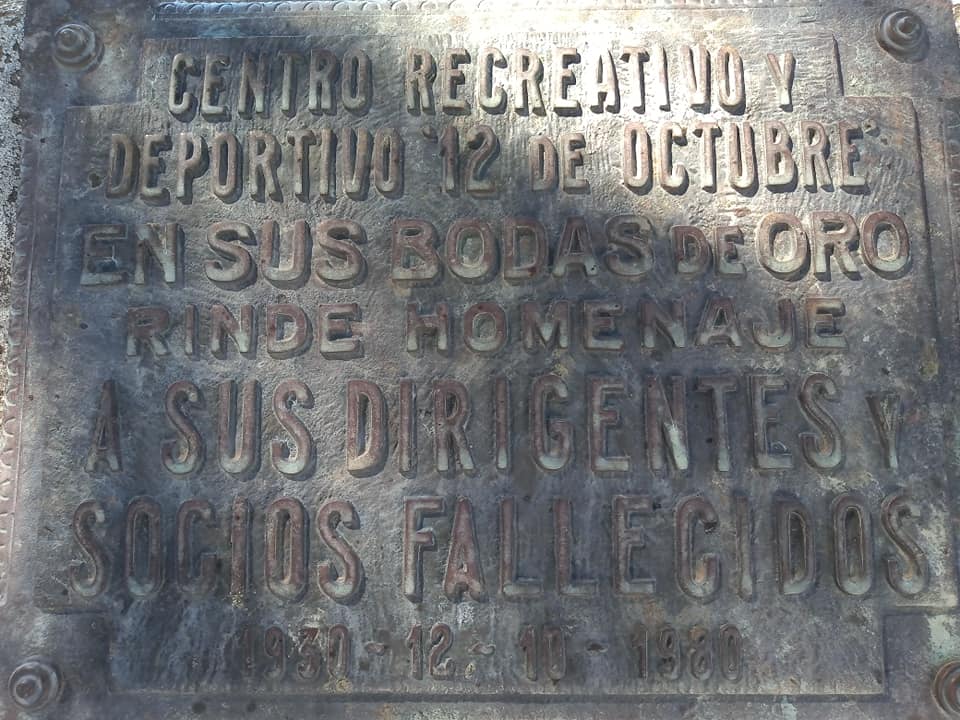 CENTRO RECREATIVO Y
DEPORTIVO "12 DE OCTUBRE"
EN SUS BODAS DE ORO
RINDE HOMENAJE
A SUS DIRIGENTES Y
SOCIOS FALLECIDOS
1930 - 12 - 10 - 1980